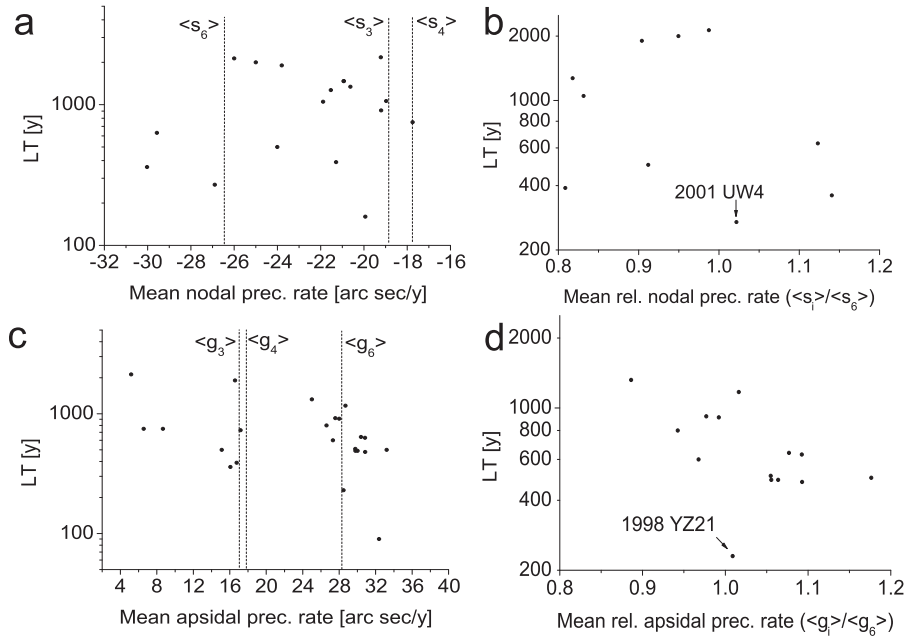 a
<s6>
<s3>
<s4>
1000
100
LT [y]
-32 -30 -28 -26 -24 -22 -20 -18 -16
Mean nodal prec. rate [arc sec/y]
b
2000
1000
800
600
400
200
LT [y]
2001 UW4
0.8 0.9 1.0 1.1 1.2
Mean rel. nodal prec. rate (<si>/<s6>)
c
<g3>
<g4>
<g6>
1000
100
LT [y]
4 8 12 16 20 24 28 32 36 40
Mean apsidal prec. rate [arc sec/y]
d
2000
1000
800
600
400
200
LT [y]
1998 YZ21
0.8 0.9 1.0 1.1 1.2
Mean rel. apsidal prec. rate (<gi>/<g6>)